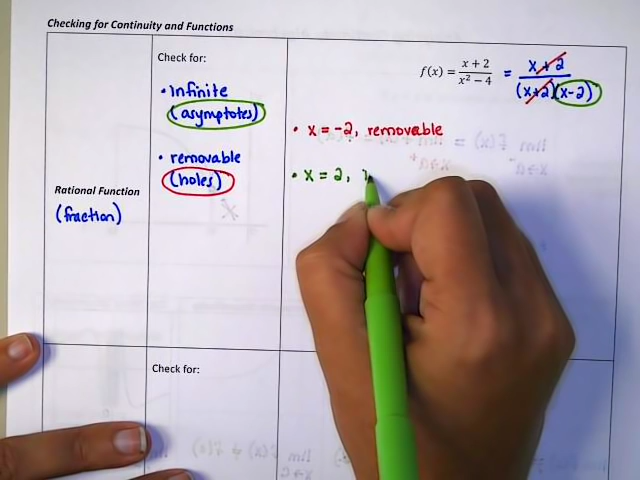 Checking for Continuity and Functions
Rational Function
(fraction)
Check for:
• Infinite
(asymptotes)
• removable
(holes)
f(x) = x + 2 / x² − 4 = x + 2 / (x+2)(x−2)
• x = −2, removable
• x = 2,
Check for: